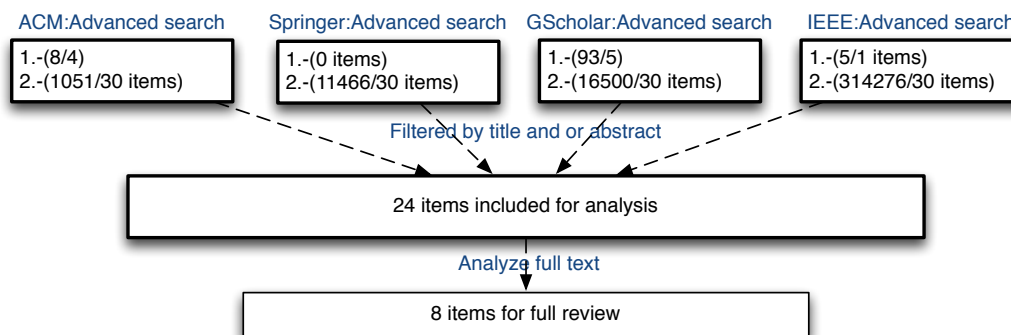 ACM:Advanced search
Springer:Advanced search
GScholar:Advanced search
IEEE:Advanced search
1.-(8/4)
2.-(1051/30 items)
1.-(0 items)
2.-(11466/30 items)
1.-(93/5)
2.-(16500/30 items)
1.-(5/1 items)
2.-(314276/30 items)
Filtered by title and or abstract
24 items included for analysis
Analyze full text
8 items for full review